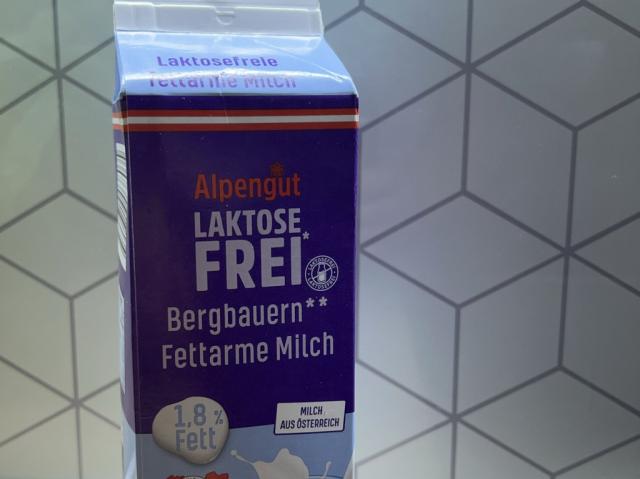 Laktosefreie
Fettarme Milch
Alpengut
LAKTOSE
FREI*
Bergbauern**
Fettarme Milch
1,8 %
Fett
MILCH
AUS ÖSTERREICH